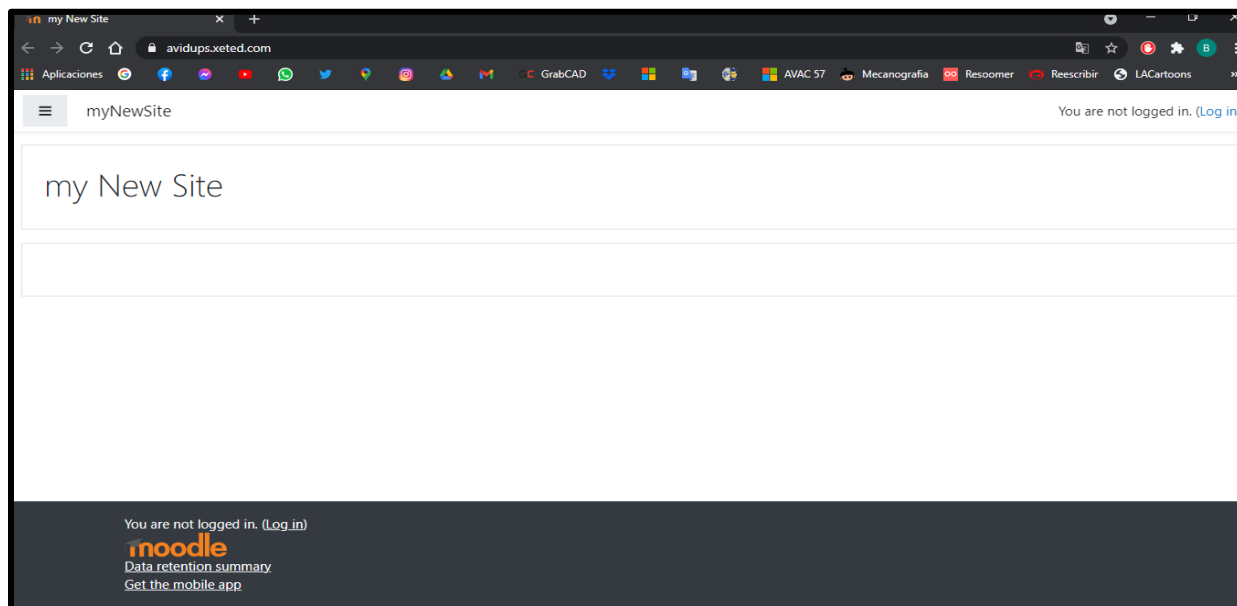 my New Site
avidups.xeted.com
B
Aplicaciones GrabCAD AVAC 57 Mecanografia Resoomer Reescribir LACartoons »
myNewSite You are not logged in. (Log in
my New Site
You are not logged in. (Log in)
moodle
Data retention summary
Get the mobile app